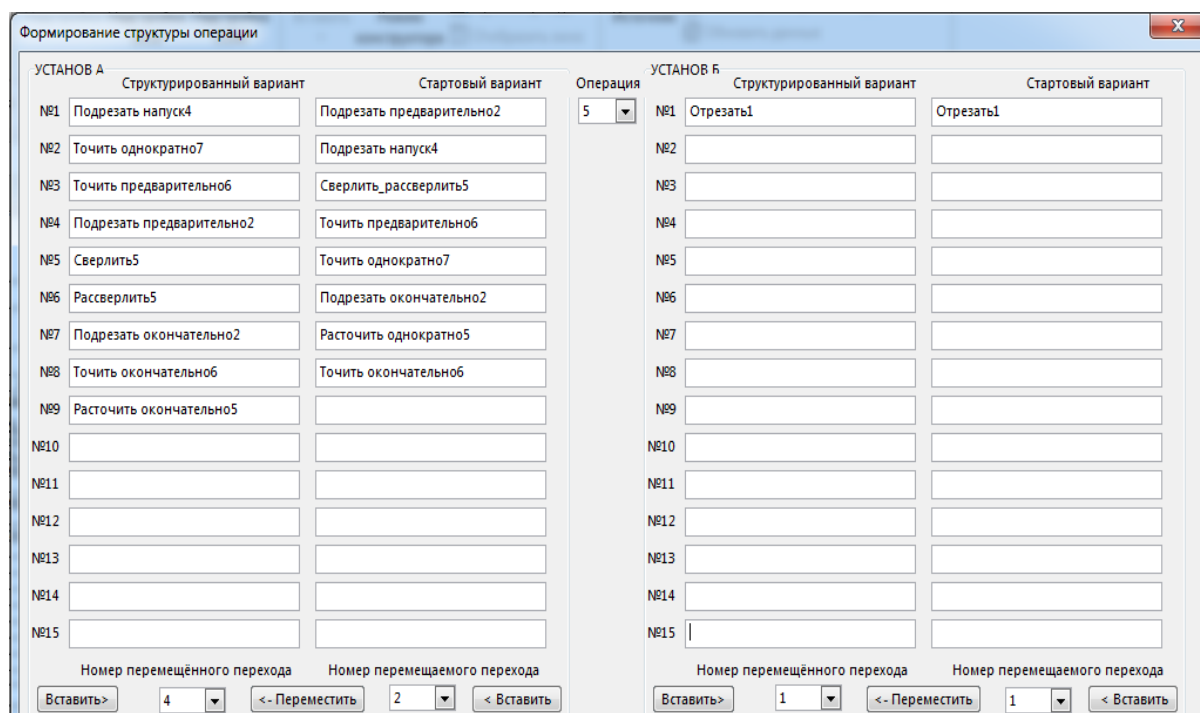 Формирование структуры операции
УСТАНОВ А УСТАНОВ Б
Структурированный вариант Стартовый вариант Операция Структурированный вариант Стартовый вариант
№1 Подрезать напуск4 Подрезать предварительно2 5 №1 Отрезать1 Отрезать1
№2 Точить однократно7 Подрезать напуск4 №2
№3 Точить предварительно6 Сверлить_рассверлить5 №3
№4 Подрезать предварительно2 Точить предварительно6 №4
№5 Сверлить5 Точить однократно7 №5
№6 Рассверлить5 Подрезать окончательно2 №6
№7 Подрезать окончательно2 Расточить однократно5 №7
№8 Точить окончательно6 Точить окончательно6 №8
№9 Расточить окончательно5 №9
№10 №10
№11 №11
№12 №12
№13 №13
№14 №14
№15 №15
Номер перемещённого перехода Номер перемещаемого перехода Номер перемещённого перехода Номер перемещаемого перехода
Вставить> 4 <- Переместить 2 < Вставить Вставить> 1 <- Переместить 1 < Вставить